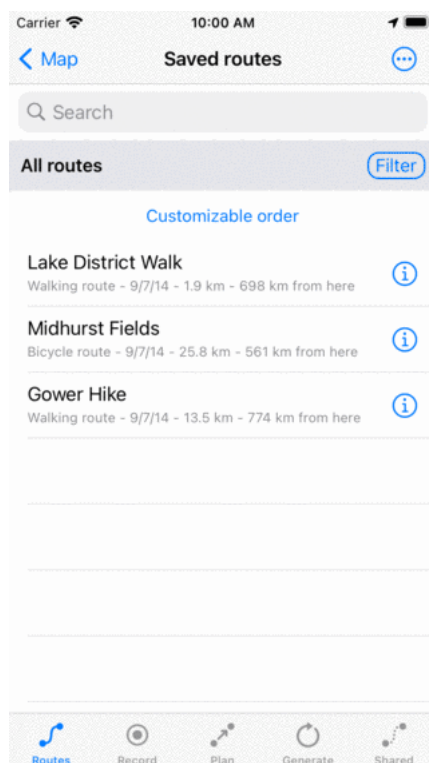 Carrier 10:00 AM
Map Saved routes
Search
All routes Filter
Customizable order
Lake District Walk
Walking route - 9/7/14 - 1.9 km - 698 km from here
Midhurst Fields
Bicycle route - 9/7/14 - 25.8 km - 561 km from here
Gower Hike
Walking route - 9/7/14 - 13.5 km - 774 km from here
Routes Record Plan Generate Shared